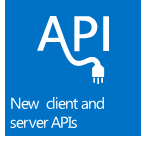 API
New client and
server APIs